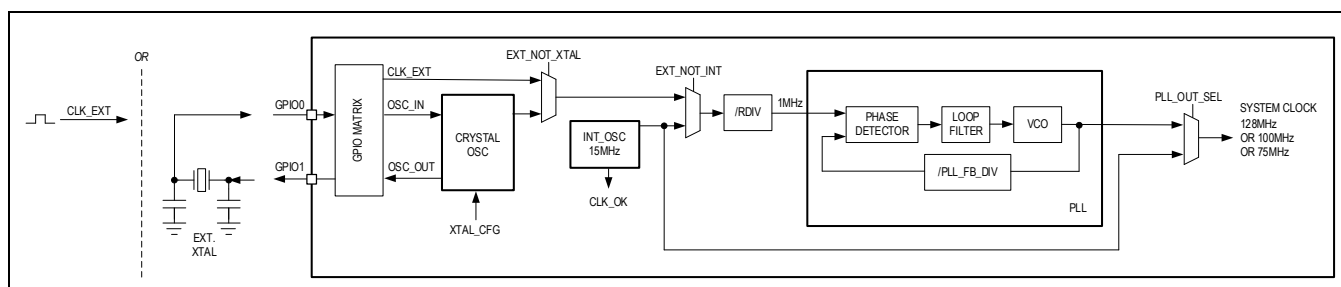 OR
CLK_EXT
GPIO0
GPIO1
EXT.
XTAL
GPIO MATRIX
CLK_EXT
OSC_IN
OSC_OUT
CRYSTAL
OSC
XTAL_CFG
EXT_NOT_XTAL
INT_OSC
15MHz
CLK_OK
EXT_NOT_INT
/RDIV
1MHz
PHASE
DETECTOR
LOOP
FILTER
VCO
/PLL_FB_DIV
PLL
PLL_OUT_SEL
SYSTEM CLOCK
128MHz
OR 100MHz
OR 75MHz